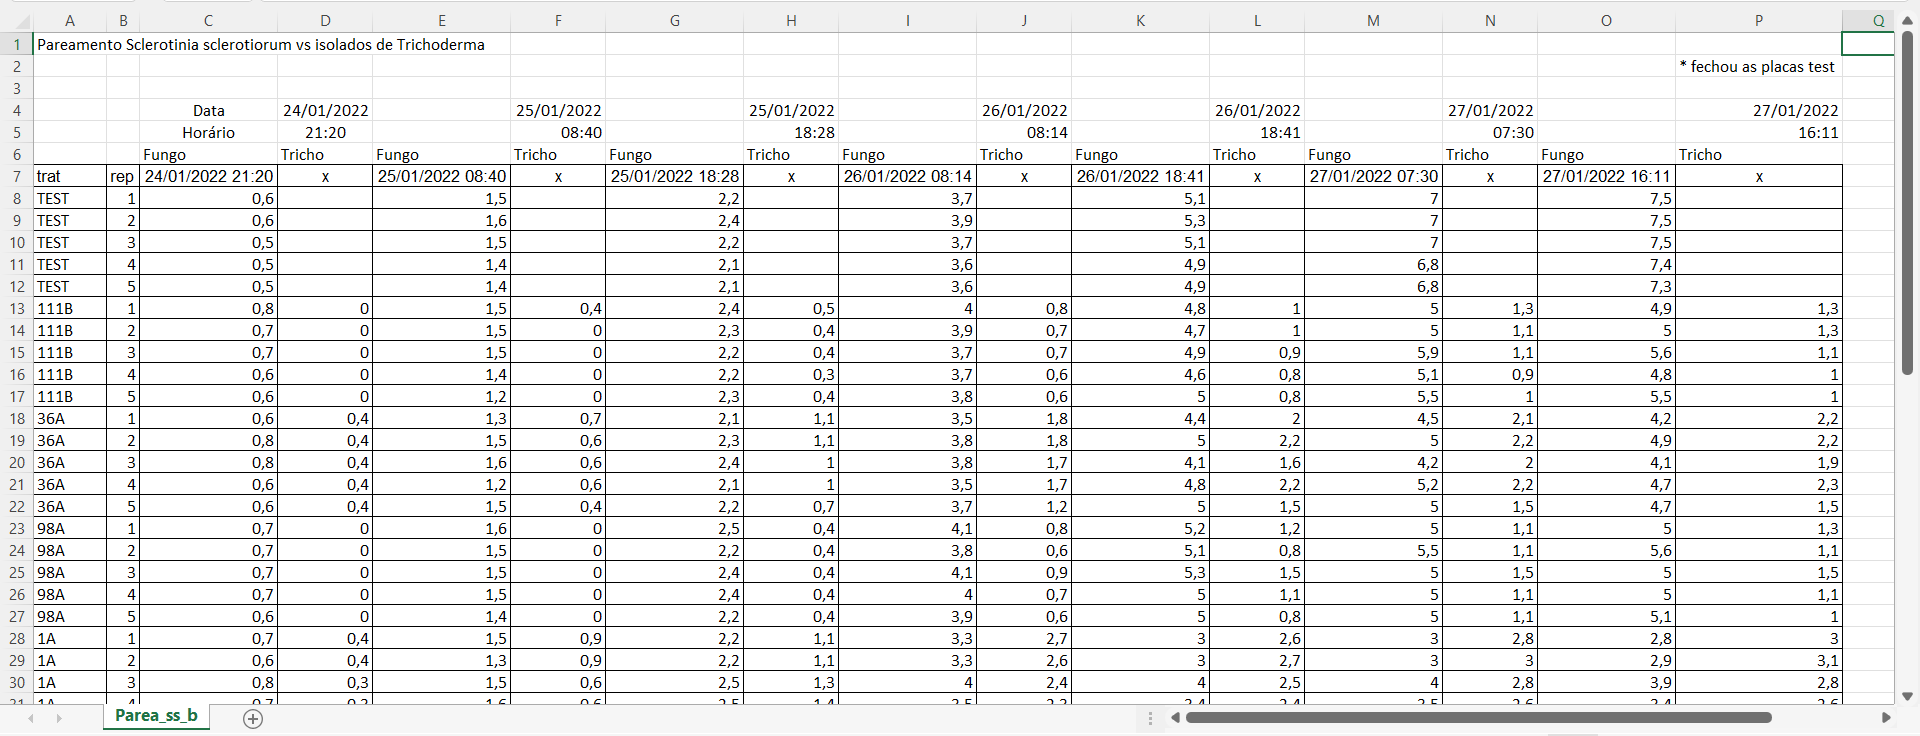 A B C D E F G H I J K L M N O P Q
1 Pareamento Sclerotinia sclerotiorum vs isolados de Trichoderma
2 * fechou as placas test
3
4 Data 24/01/2022 25/01/2022 25/01/2022 26/01/2022 26/01/2022 27/01/2022 27/01/2022
5 Horário 21:20 08:40 18:28 08:14 18:41 07:30 16:11
6 Fungo Tricho Fungo Tricho Fungo Tricho Fungo Tricho Fungo Tricho Fungo Tricho Fungo Tricho
7 trat rep 24/01/2022 21:20 x 25/01/2022 08:40 x 25/01/2022 18:28 x 26/01/2022 08:14 x 26/01/2022 18:41 x 27/01/2022 07:30 x 27/01/2022 16:11 x
8 TEST 1 0,6 1,5 2,2 3,7 5,1 7 7,5
9 TEST 2 0,6 1,6 2,4 3,9 5,3 7 7,5
10 TEST 3 0,5 1,5 2,2 3,7 5,1 7 7,5
11 TEST 4 0,5 1,4 2,1 3,6 4,9 6,8 7,4
12 TEST 5 0,5 1,4 2,1 3,6 4,9 6,8 7,3
13 111B 1 0,8 0 1,5 0,4 2,4 0,5 4 0,8 4,8 1 5 1,3 4,9 1,3
14 111B 2 0,7 0 1,5 0 2,3 0,4 3,9 0,7 4,7 1 5 1,1 5 1,3
15 111B 3 0,7 0 1,5 0 2,2 0,4 3,7 0,7 4,9 0,9 5,9 1,1 5,6 1,1
16 111B 4 0,6 0 1,4 0 2,2 0,3 3,7 0,6 4,6 0,8 5,1 0,9 4,8 1
17 111B 5 0,6 0 1,2 0 2,3 0,4 3,8 0,6 5 0,8 5,5 1 5,5 1
18 36A 1 0,6 0,4 1,3 0,7 2,1 1,1 3,5 1,8 4,4 2 4,5 2,1 4,2 2,2
19 36A 2 0,8 0,4 1,5 0,6 2,3 1,1 3,8 1,8 5 2,2 5 2,2 4,9 2,2
20 36A 3 0,8 0,4 1,6 0,6 2,4 1 3,8 1,7 4,1 1,6 4,2 2 4,1 1,9
21 36A 4 0,6 0,4 1,2 0,6 2,1 1 3,5 1,7 4,8 2,2 5,2 2,2 4,7 2,3
22 36A 5 0,6 0,4 1,5 0,4 2,2 0,7 3,7 1,2 5 1,5 5 1,5 4,7 1,5
23 98A 1 0,7 0 1,6 0 2,5 0,4 4,1 0,8 5,2 1,2 5 1,1 5 1,3
24 98A 2 0,7 0 1,5 0 2,2 0,4 3,8 0,6 5,1 0,8 5,5 1,1 5,6 1,1
25 98A 3 0,7 0 1,5 0 2,4 0,4 4,1 0,9 5,3 1,5 5 1,5 5 1,5
26 98A 4 0,7 0 1,5 0 2,4 0,4 4 0,7 5 1,1 5 1,1 5 1,1
27 98A 5 0,6 0 1,4 0 2,2 0,4 3,9 0,6 5 0,8 5 1,1 5,1 1
28 1A 1 0,7 0,4 1,5 0,9 2,2 1,1 3,3 2,7 3 2,6 3 2,8 2,8 3
29 1A 2 0,6 0,4 1,3 0,9 2,2 1,1 3,3 2,6 3 2,7 3 3 2,9 3,1
30 1A 3 0,8 0,3 1,5 0,6 2,5 1,3 4 2,4 4 2,5 4 2,8 3,9 2,8
Parea_ss_b